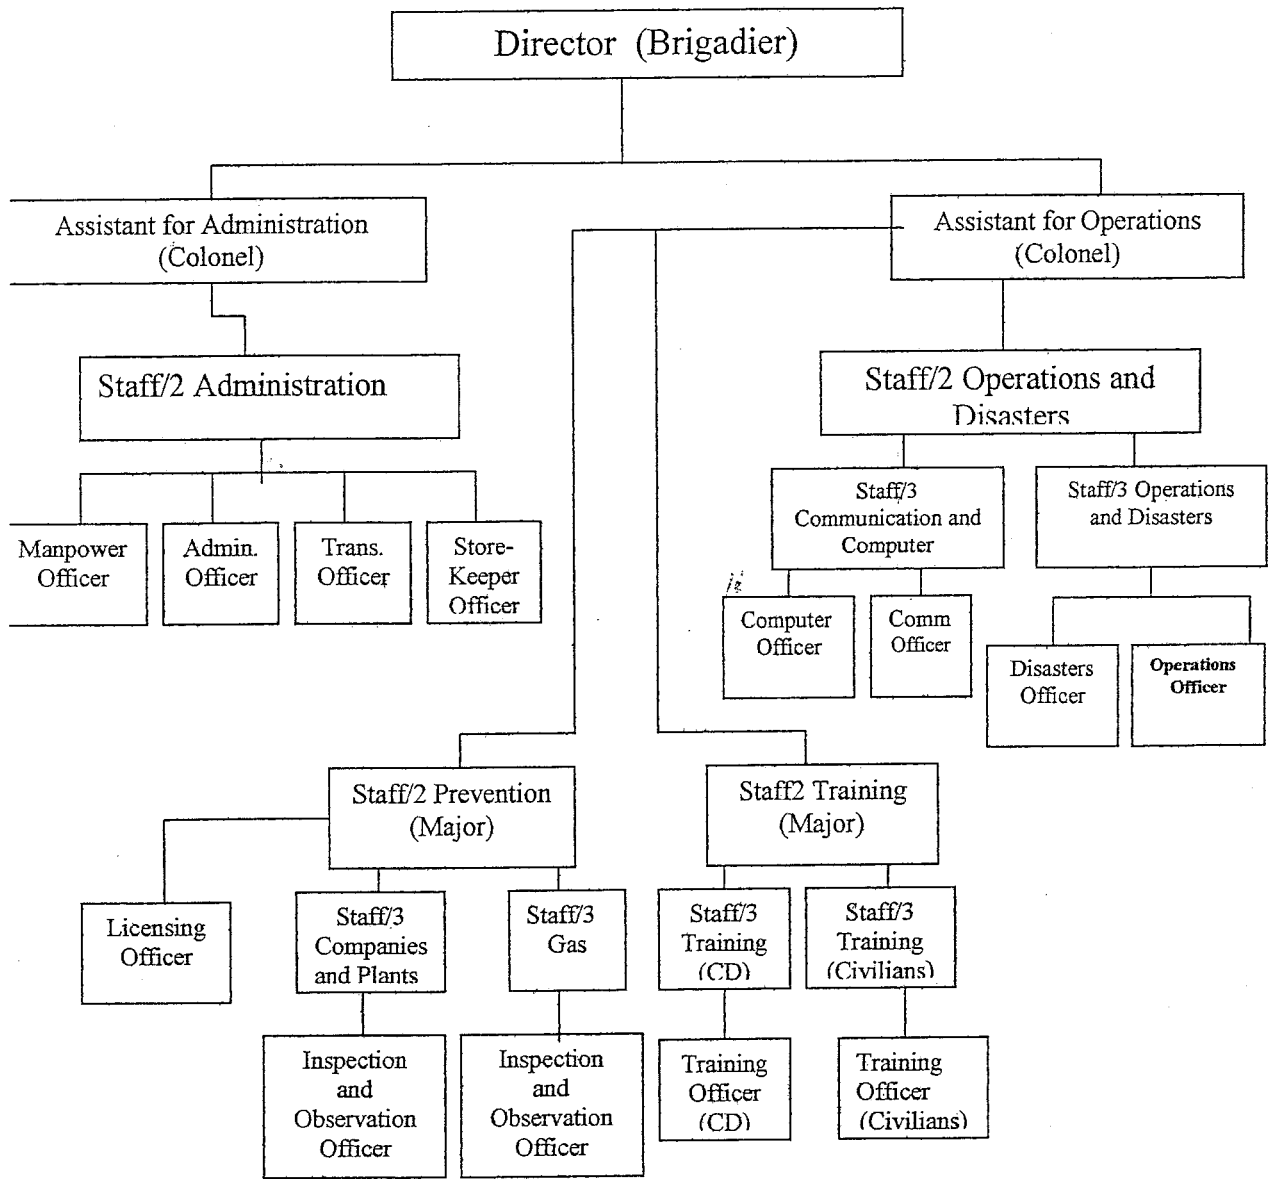 Director (Brigadier)
Assistant for Administration
(Colonel)
Assistant for Operations
(Colonel)
Staff/2 Administration
Staff/2 Operations and
Disasters
Manpower
Officer
Admin.
Officer
Trans.
Officer
Store-
Keeper
Officer
Staff/3
Communication and
Computer
Staff/3 Operations
and Disasters
Computer
Officer
Comm
Officer
Disasters
Officer
Operations
Officer
Staff/2 Prevention
(Major)
Staff2 Training
(Major)
Licensing
Officer
Staff/3
Companies
and Plants
Staff/3
Gas
Staff/3
Training
(CD)
Staff/3
Training
(Civilians)
Inspection
and
Observation
Officer
Inspection
and
Observation
Officer
Training
Officer
(CD)
Training
Officer
(Civilians)